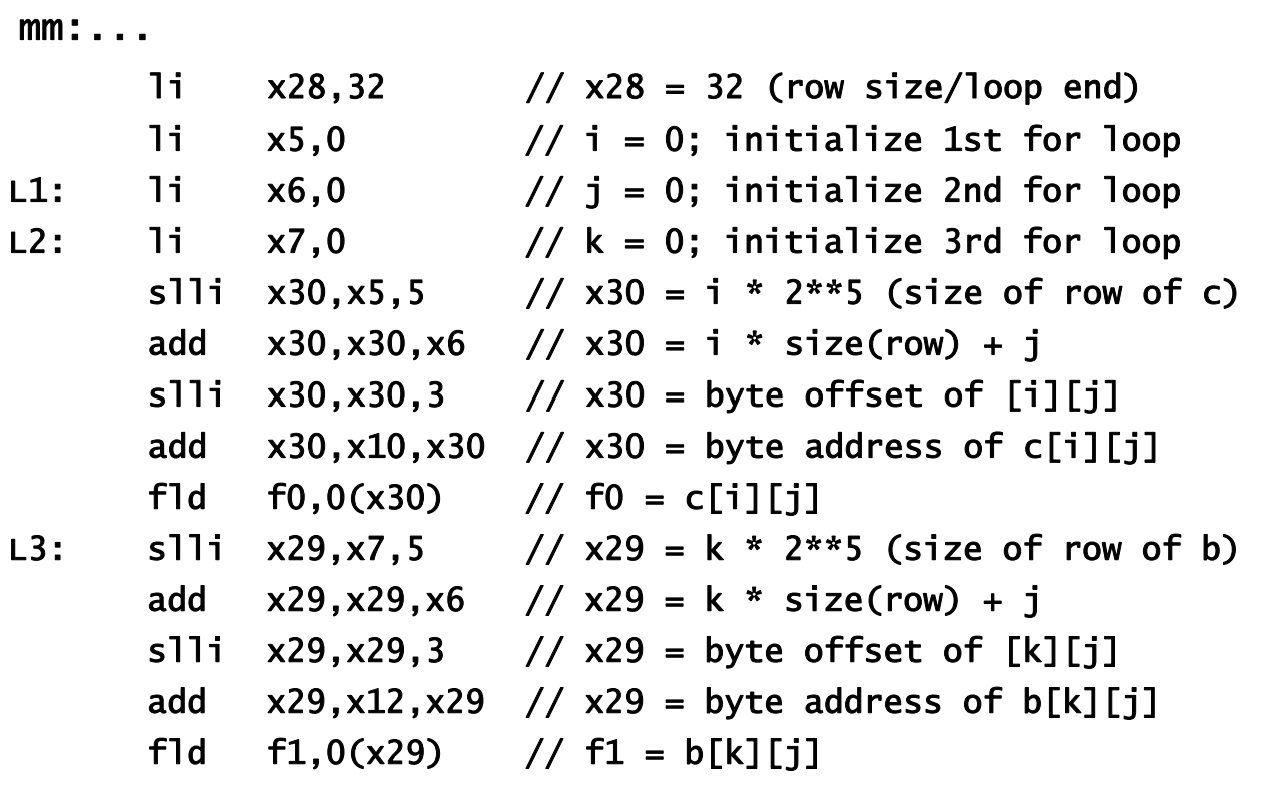 mm:...
li x28,32 // x28 = 32 (row size/loop end)
li x5,0 // i = 0; initialize 1st for loop
L1: li x6,0 // j = 0; initialize 2nd for loop
L2: li x7,0 // k = 0; initialize 3rd for loop
slli x30,x5,5 // x30 = i * 2**5 (size of row of c)
add x30,x30,x6 // x30 = i * size(row) + j
slli x30,x30,3 // x30 = byte offset of [i][j]
add x30,x10,x30 // x30 = byte address of c[i][j]
fld f0,0(x30) // f0 = c[i][j]
L3: slli x29,x7,5 // x29 = k * 2**5 (size of row of b)
add x29,x29,x6 // x29 = k * size(row) + j
slli x29,x29,3 // x29 = byte offset of [k][j]
add x29,x12,x29 // x29 = byte address of b[k][j]
fld f1,0(x29) // f1 = b[k][j]